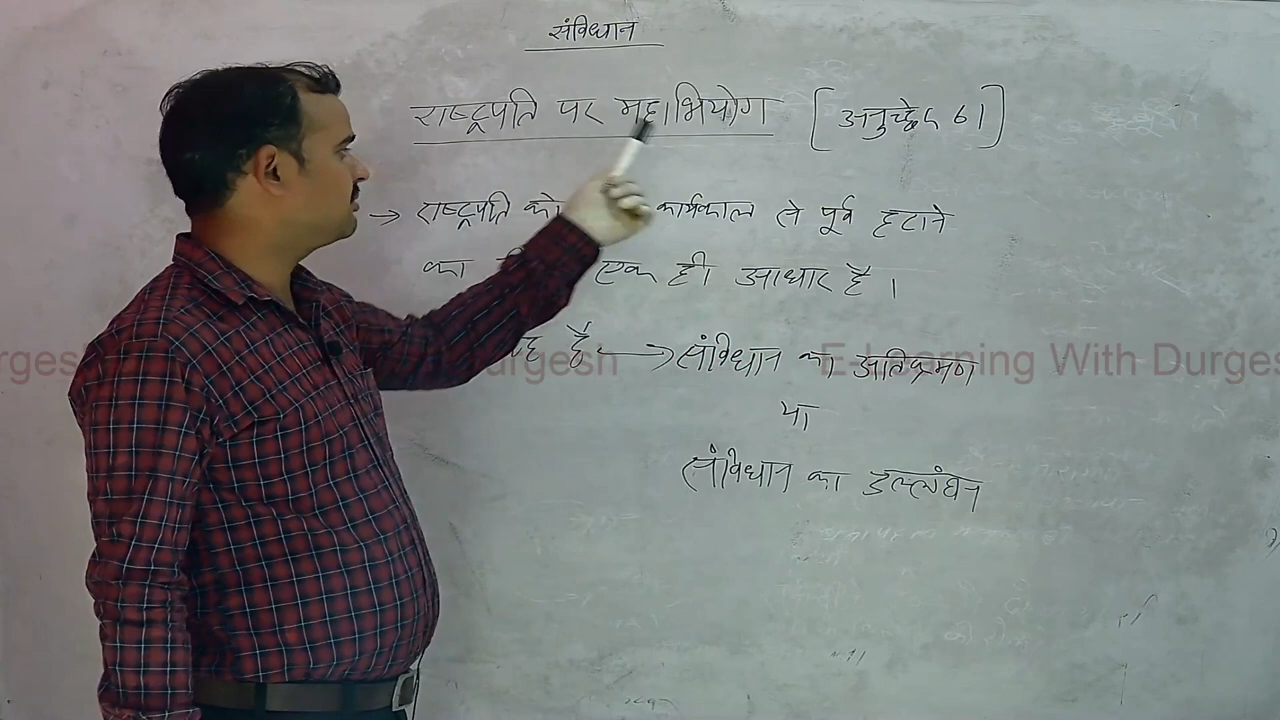 संविधान
राष्ट्रपति पर महाभियोग [अनुच्छेद 61]
→ राष्ट्रपति को कार्यकाल से पूर्व हटाने
का एक ही आधार है।
है → संविधान का अतिक्रमण
या
संविधान का उल्लंघन
E-Learning With Durgesh